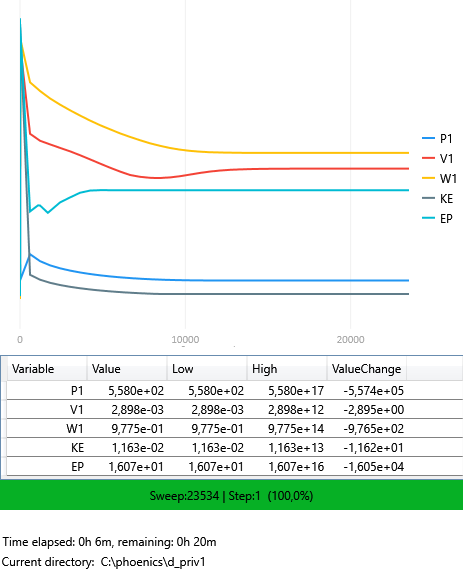 P1
V1
W1
KE
EP
0 10000 20000
Variable Value Low High ValueChange
P1 5,580e+02 5,580e+02 5,580e+17 -5,574e+05
V1 2,898e-03 2,898e-03 2,898e+12 -2,895e+00
W1 9,775e-01 9,775e-01 9,775e+14 -9,765e+02
KE 1,163e-02 1,163e-02 1,163e+13 -1,162e+01
EP 1,607e+01 1,607e+01 1,607e+16 -1,605e+04
Sweep:23534 | Step:1 (100,0%)
Time elapsed: 0h 6m, remaining: 0h 20m
Current directory: C:\phoenics\d_priv1